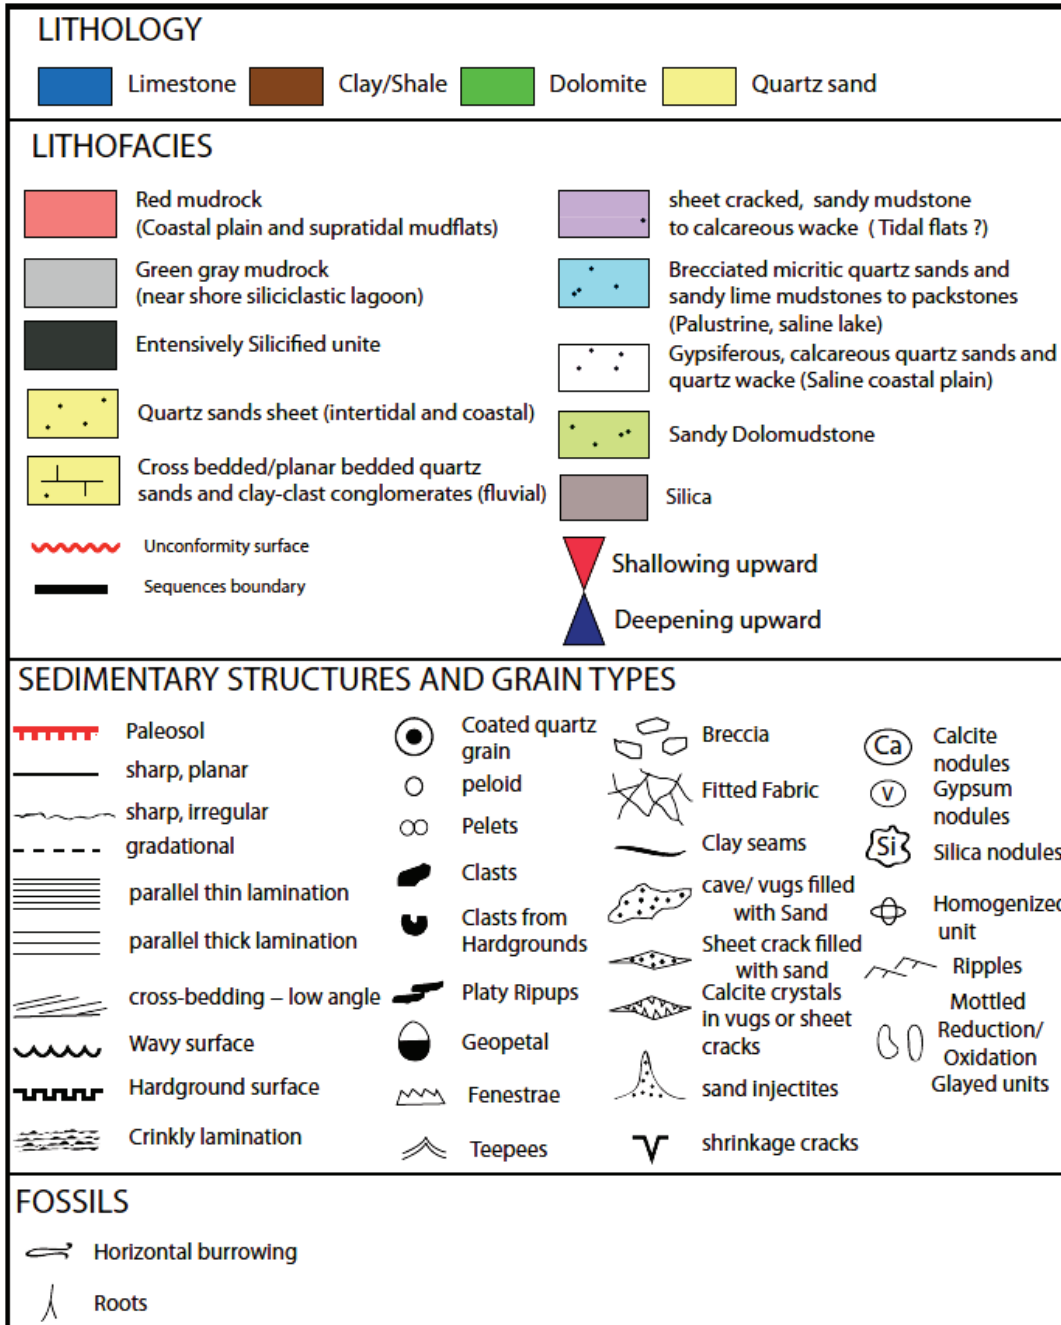 LITHOLOGY
Limestone
Clay/Shale
Dolomite
Quartz sand
LITHOFACIES
Red mudrock
(Coastal plain and supratidal mudflats)
Green gray mudrock
(near shore siliciclastic lagoon)
Entensively Silicified unite
Quartz sands sheet (intertidal and coastal)
Cross bedded/planar bedded quartz
sands and clay-clast conglomerates (fluvial)
Unconformity surface
Sequences boundary
sheet cracked, sandy mudstone
to calcareous wacke ( Tidal flats ?)
Brecciated micritic quartz sands and
sandy lime mudstones to packstones
(Palustrine, saline lake)
Gypsiferous, calcareous quartz sands and
quartz wacke (Saline coastal plain)
Sandy Dolomudstone
Silica
Shallowing upward
Deepening upward
SEDIMENTARY STRUCTURES AND GRAIN TYPES
Paleosol
sharp, planar
sharp, irregular
gradational
parallel thin lamination
parallel thick lamination
cross-bedding – low angle
Wavy surface
Hardground surface
Crinkly lamination
Coated quartz
grain
peloid
Pelets
Clasts
Clasts from
Hardgrounds
Platy Ripups
Geopetal
Fenestrae
Teepees
Breccia
Fitted Fabric
Clay seams
cave/ vugs filled
with Sand
Sheet crack filled
with sand
Calcite crystals
in vugs or sheet
cracks
sand injectites
shrinkage cracks
Ca
Calcite
nodules
v
Gypsum
nodules
Si
Silica nodules
Homogenized
unit
Ripples
Mottled
Reduction/
Oxidation
Glayed units
FOSSILS
Horizontal burrowing
Roots